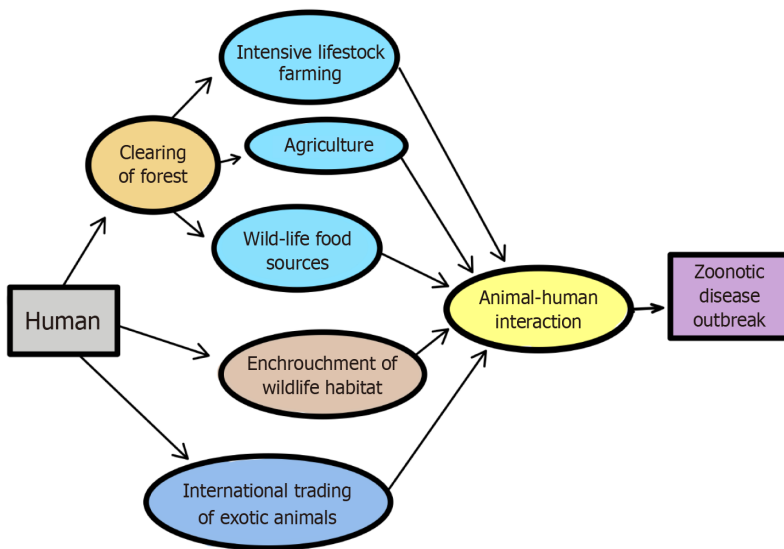 Intensive lifestock
farming
Clearing
of forest
Agriculture
Wild-life food
sources
Human
Enchrouchment of
wildlife habitat
International trading
of exotic animals
Animal-human
interaction
Zoonotic
disease
outbreak